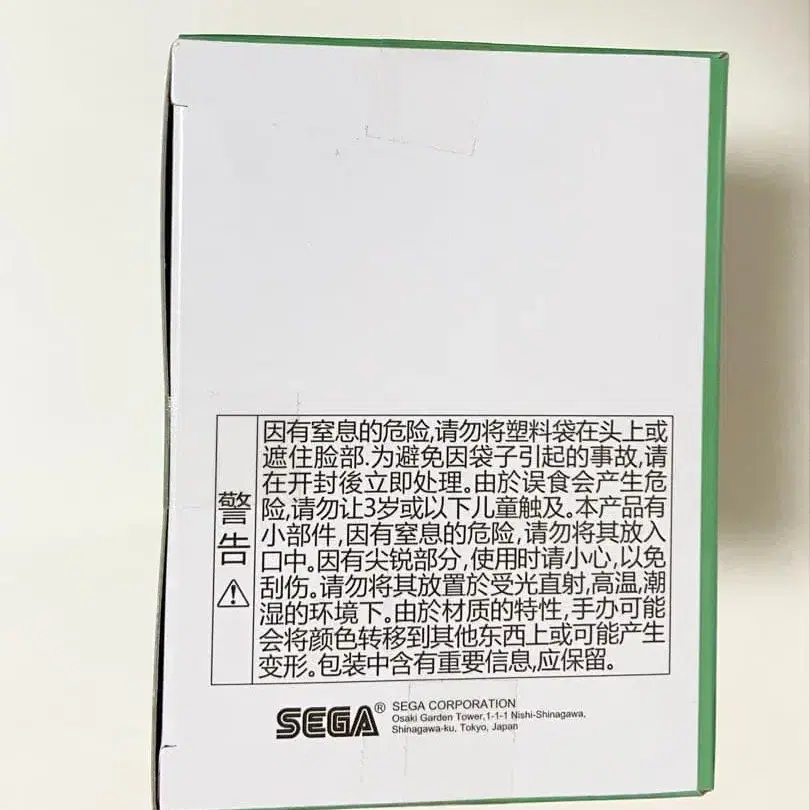 警告
因有窒息的危险,请勿将塑料袋在头上或
遮住脸部.为避免因袋子引起的事故,请
在开封後立即处理。由於误食会产生危
险,请勿让3岁或以下儿童触及。本产品有
小部件,因有窒息的危险,请勿将其放入
口中。因有尖锐部分,使用时请小心,以免
刮伤。请勿将其放置於受光直射,高温,潮
湿的环境下。由於材质的特性,手办可能
会将颜色转移到其他东西上或可能产生
变形。包装中含有重要信息,应保留。
SEGA®
SEGA CORPORATION
Osaki Garden Tower,1-1-1 Nishi-Shinagawa,
Shinagawa-ku, Tokyo, Japan